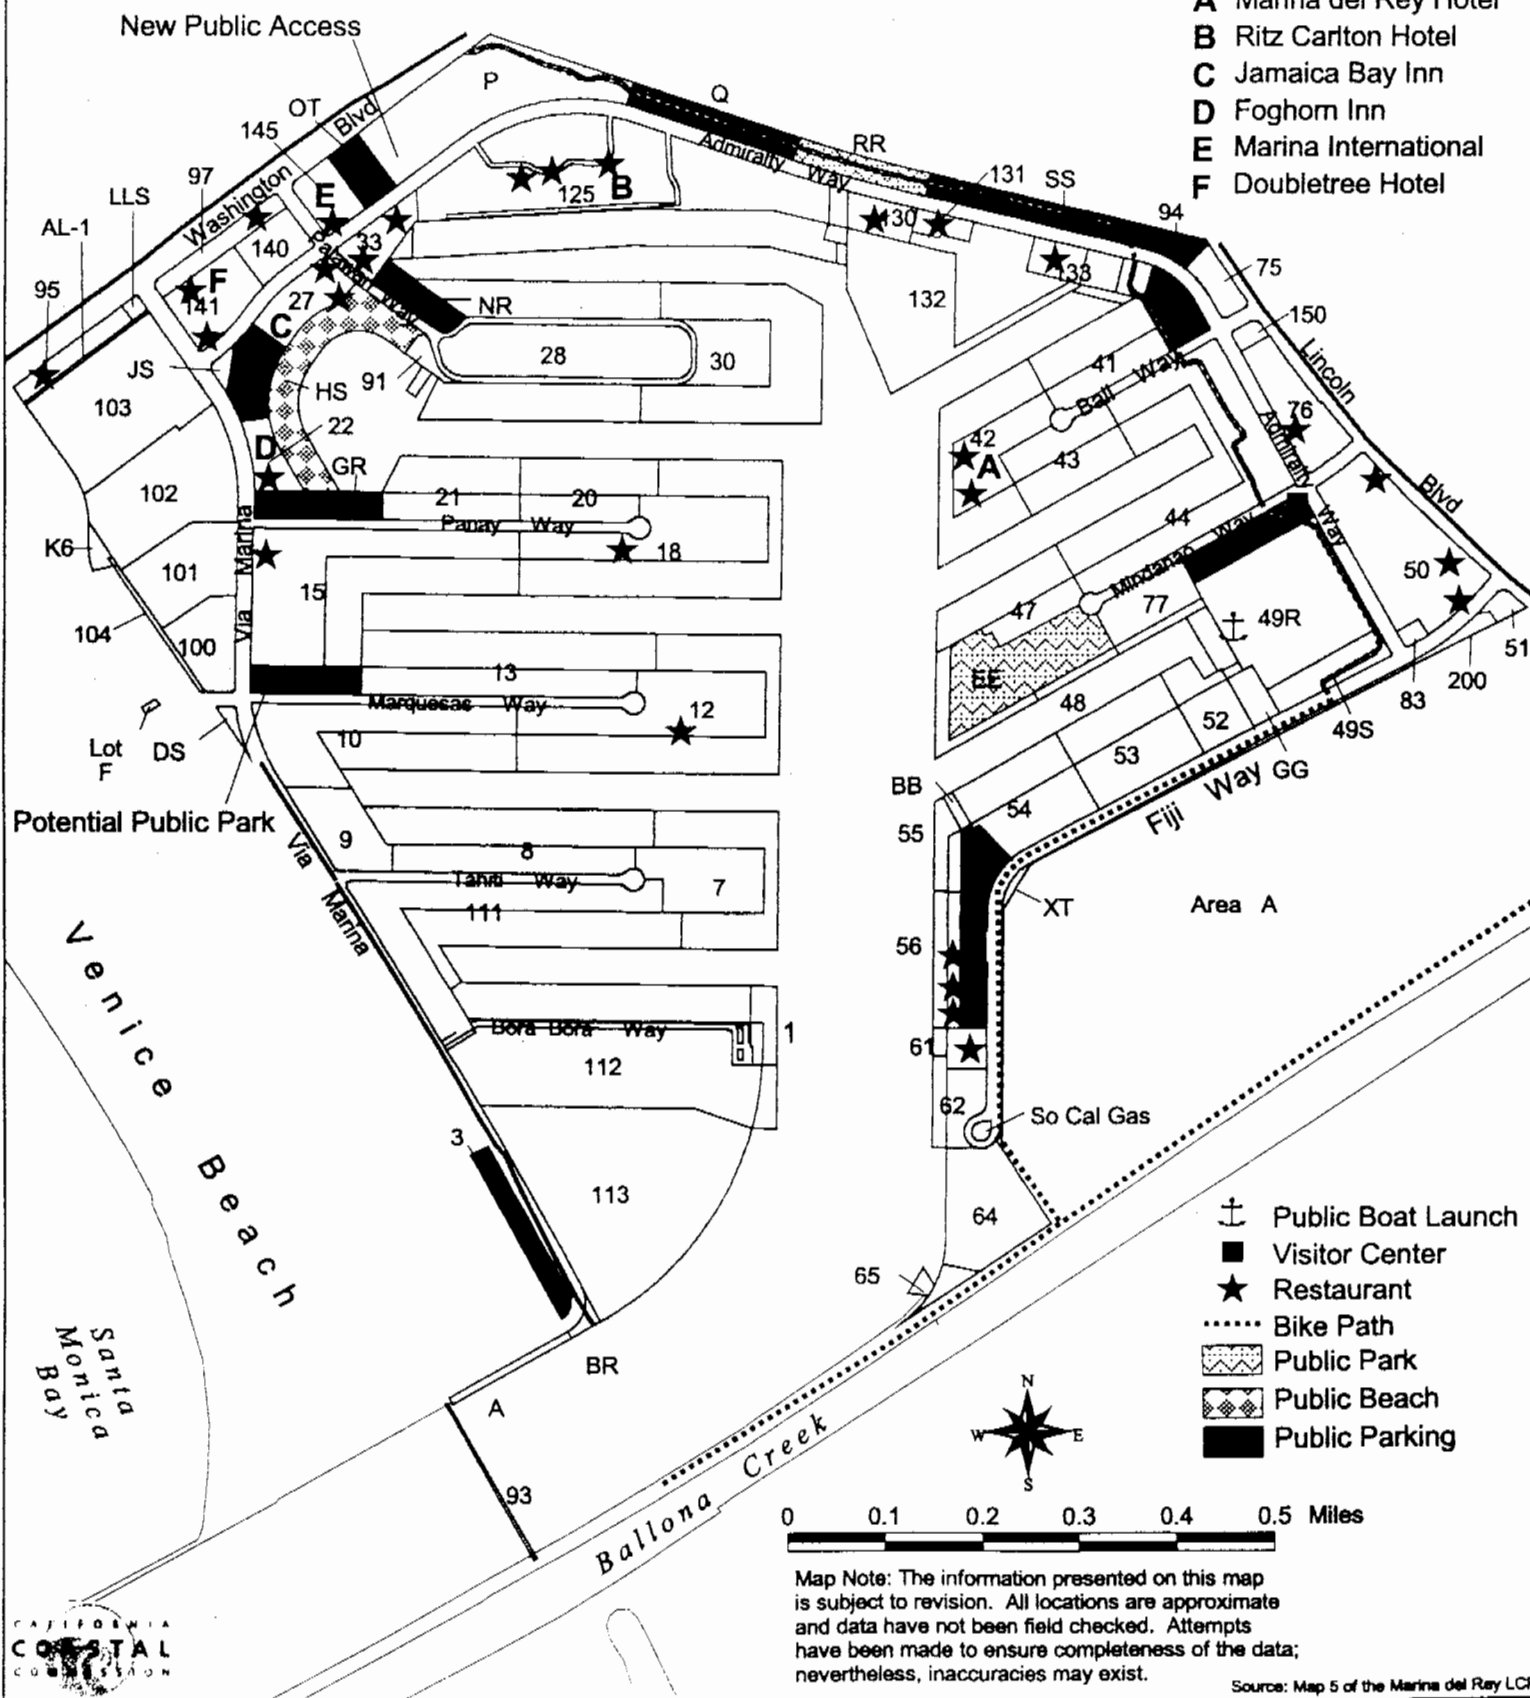 A Marina del Rey Hotel
B Ritz Carlton Hotel
C Jamaica Bay Inn
D Foghorn Inn
E Marina International
F Doubletree Hotel
New Public Access
P
Q
OT
Blvd
145
Washington
97
LLS
AL-1
95
E
140
F
141
33
27
C
NR
JS
HS
91
22
D
GR
28
30
125
B
Admiralty Way
RR
131
SS
94
130
133
132
75
150
Lincoln
Blvd
41
Bali Way
76
Admiralty
Way
42
A
43
44
50
51
83
200
Mindanao Way
47
77
49R
EE
48
52
53
GG
49S
Fiji Way
54
BB
55
XT
Area A
56
61
62
So Cal Gas
64
65
103
102
K6
101
104
100
Via Marina
21
20
Panay Way
18
15
13
Marquesas Way
12
10
Lot
F
DS
Potential Public Park
9
8
Tahiti Way
7
111
Via
Marina
Bora Bora Way
1
112
3
113
BR
A
93
Venice Beach
Santa
Monica
Bay
Ballona Creek
Public Boat Launch
Visitor Center
Restaurant
Bike Path
Public Park
Public Beach
Public Parking
N
W E
S
0 0.1 0.2 0.3 0.4 0.5 Miles
Map Note: The information presented on this map
is subject to revision. All locations are approximate
and data have not been field checked. Attempts
have been made to ensure completeness of the data;
nevertheless, inaccuracies may exist.
Source: Map 5 of the Marina del Rey
CALIFORNIA
COASTAL
COMMISSION